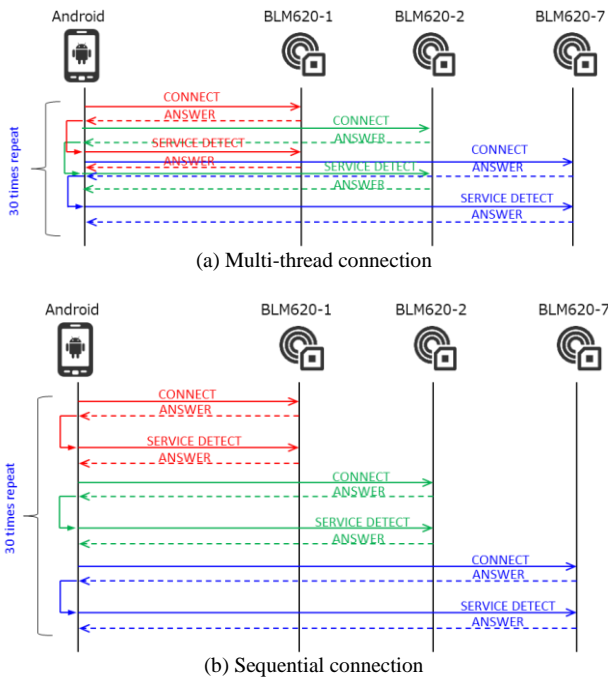 Android BLM620-1 BLM620-2 BLM620-7
CONNECT
ANSWER
CONNECT
ANSWER
SERVICE DETECT
ANSWER
CONNECT
SERVICE DETECT
ANSWER
ANSWER
SERVICE DETECT
ANSWER
30 times repeat
(a) Multi-thread connection
Android BLM620-1 BLM620-2 BLM620-7
CONNECT
ANSWER
SERVICE DETECT
ANSWER
CONNECT
ANSWER
SERVICE DETECT
ANSWER
CONNECT
ANSWER
SERVICE DETECT
ANSWER
30 times repeat
(b) Sequential connection